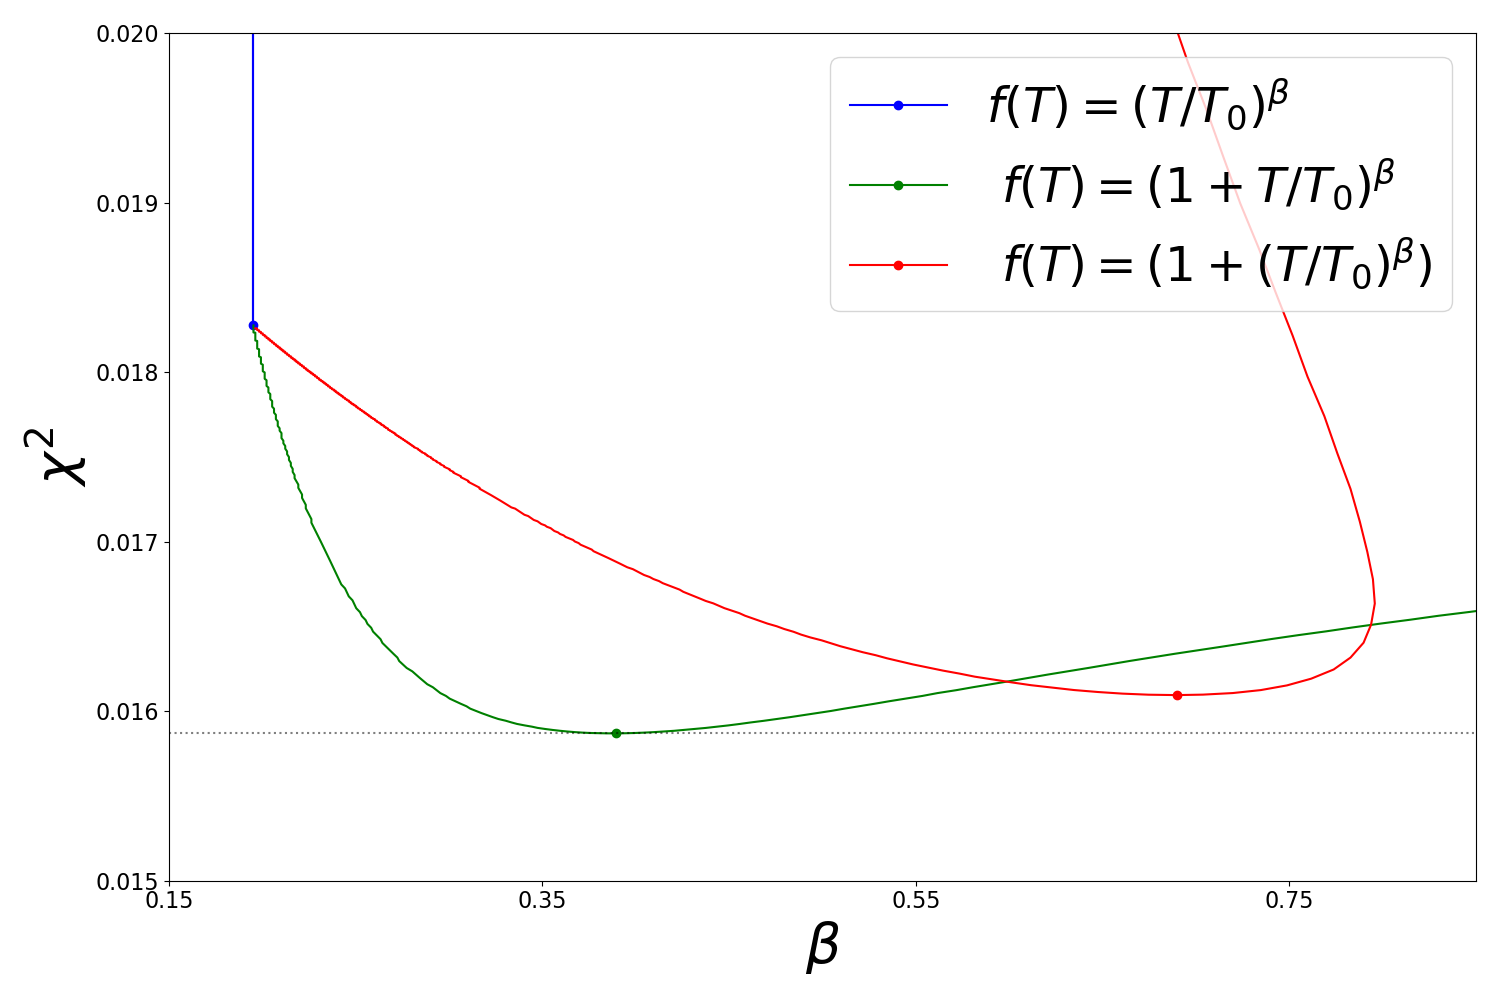 0.020
0.019
0.018
0.017
0.016
0.015
χ²
f(T) = (T/T₀)^β
f(T) = (1 + T/T₀)^β
f(T) = (1 + (T/T₀)^β)
0.15 0.35 0.55 0.75
β